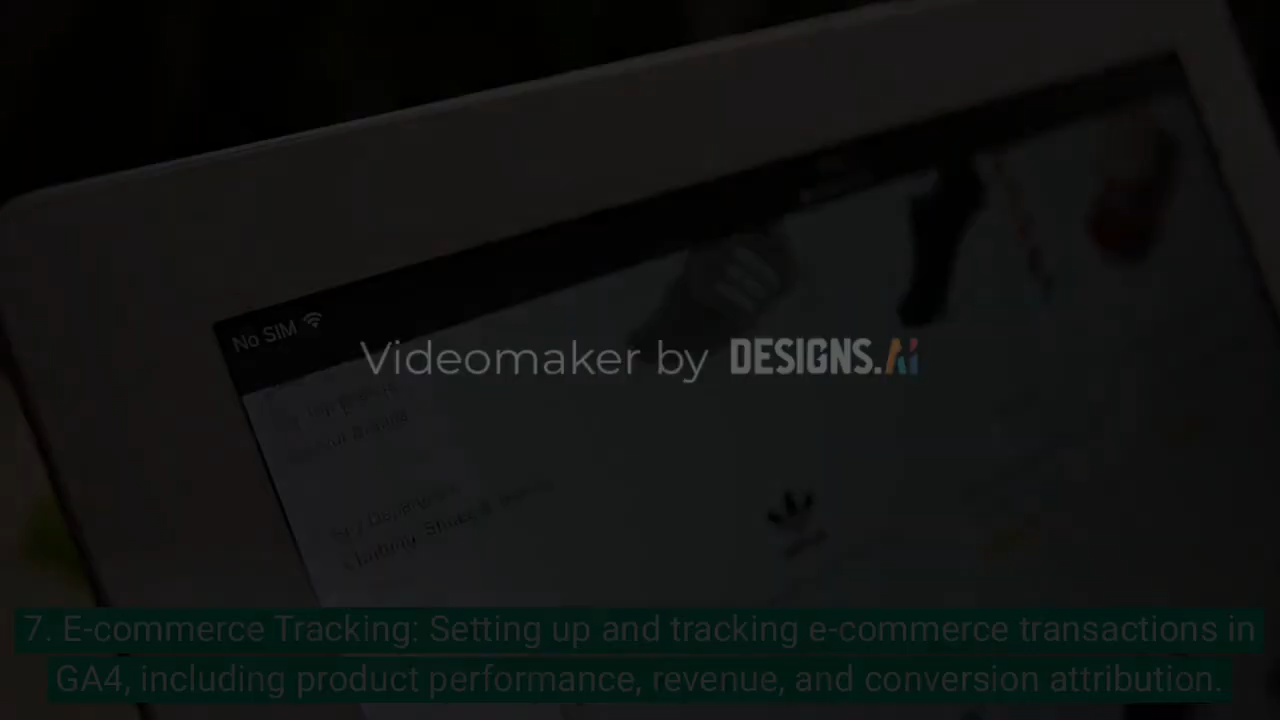 No SIM
Videomaker by DESIGNS.AI
7. E-commerce Tracking: Setting up and tracking e-commerce transactions in
GA4, including product performance, revenue, and conversion attribution.